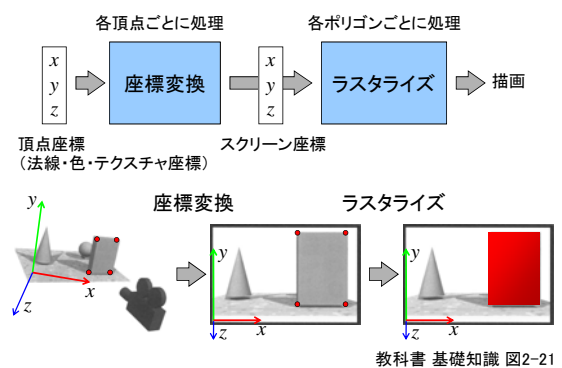 各頂点ごとに処理
各ポリゴンごとに処理
x
y
z
座標変換
x
y
z
ラスタライズ
描画
頂点座標
(法線・色・テクスチャ座標)
スクリーン座標
座標変換
ラスタライズ
y
x
z
y
x
z
y
x
z
教科書 基礎知識 図2-21